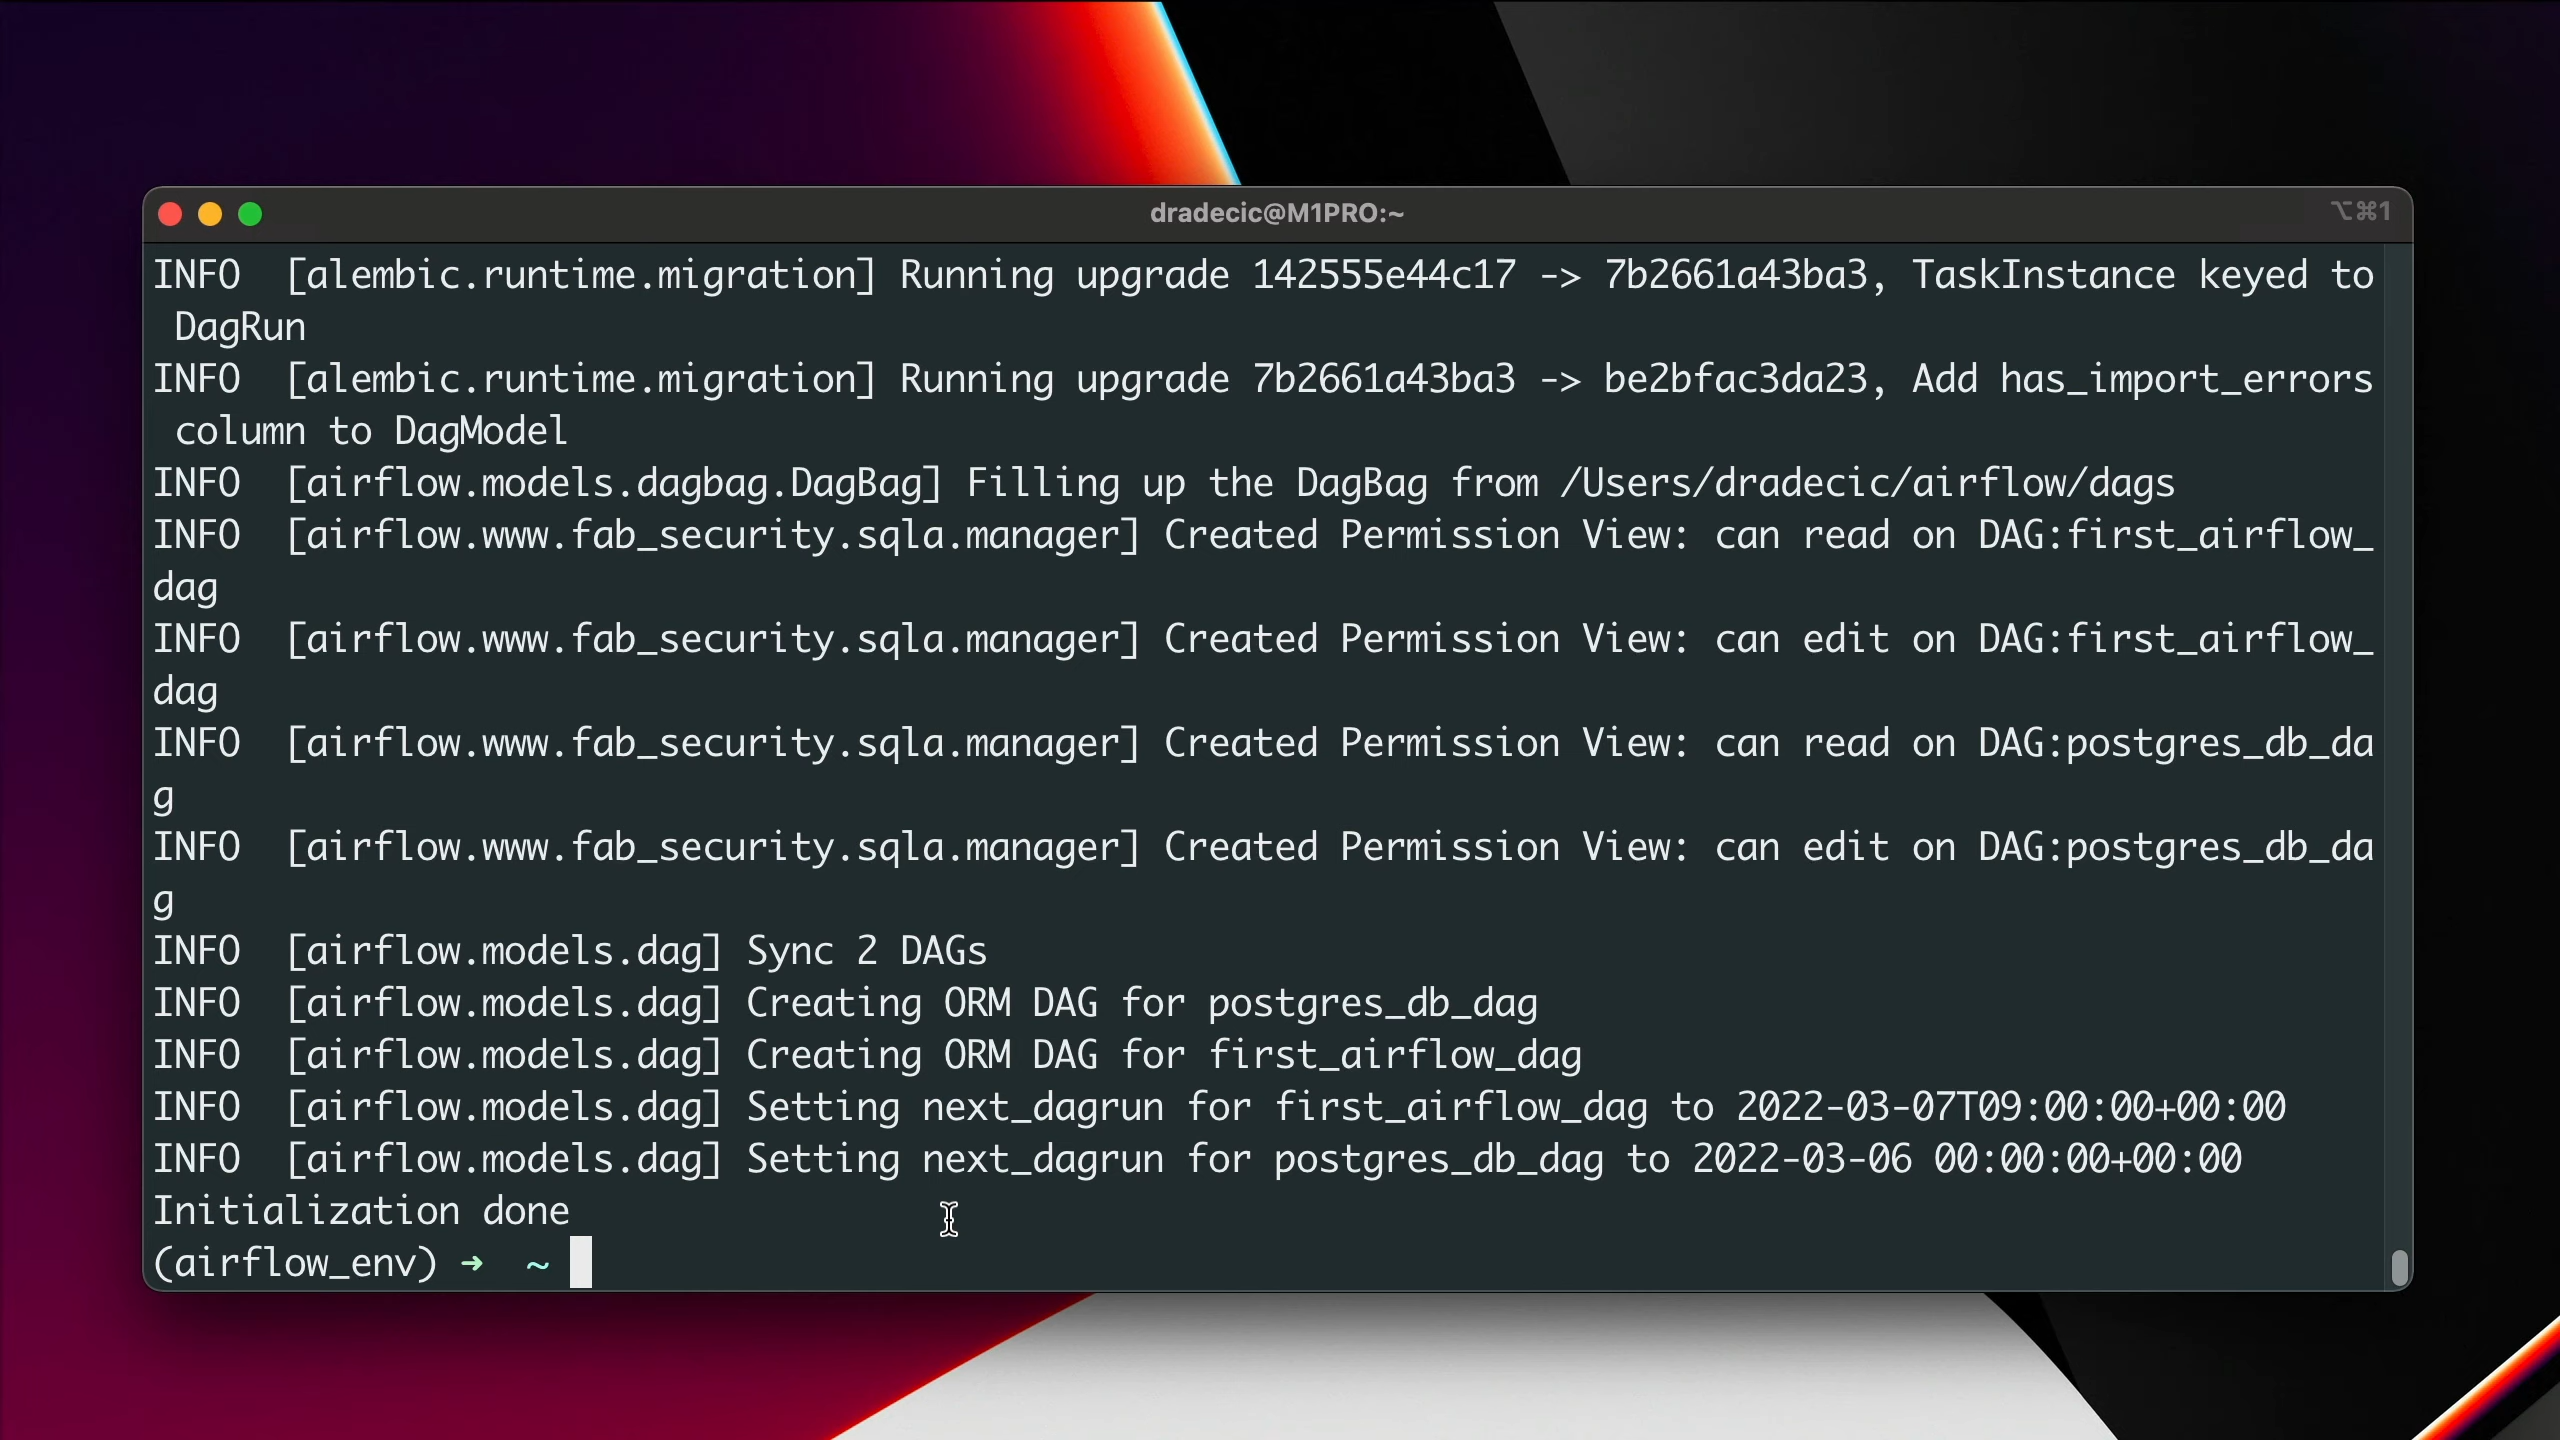 dradecic@M1PRO:~
⌥⌘1
INFO  [alembic.runtime.migration] Running upgrade 142555e44c17 -> 7b2661a43ba3, TaskInstance keyed to
 DagRun
INFO  [alembic.runtime.migration] Running upgrade 7b2661a43ba3 -> be2bfac3da23, Add has_import_errors
 column to DagModel
INFO  [airflow.models.dagbag.DagBag] Filling up the DagBag from /Users/dradecic/airflow/dags
INFO  [airflow.www.fab_security.sqla.manager] Created Permission View: can read on DAG:first_airflow_
dag
INFO  [airflow.www.fab_security.sqla.manager] Created Permission View: can edit on DAG:first_airflow_
dag
INFO  [airflow.www.fab_security.sqla.manager] Created Permission View: can read on DAG:postgres_db_da
g
INFO  [airflow.www.fab_security.sqla.manager] Created Permission View: can edit on DAG:postgres_db_da
g
INFO  [airflow.models.dag] Sync 2 DAGs
INFO  [airflow.models.dag] Creating ORM DAG for postgres_db_dag
INFO  [airflow.models.dag] Creating ORM DAG for first_airflow_dag
INFO  [airflow.models.dag] Setting next_dagrun for first_airflow_dag to 2022-03-07T09:00:00+00:00
INFO  [airflow.models.dag] Setting next_dagrun for postgres_db_dag to 2022-03-06 00:00:00+00:00
Initialization done
(airflow_env) ➜  ~